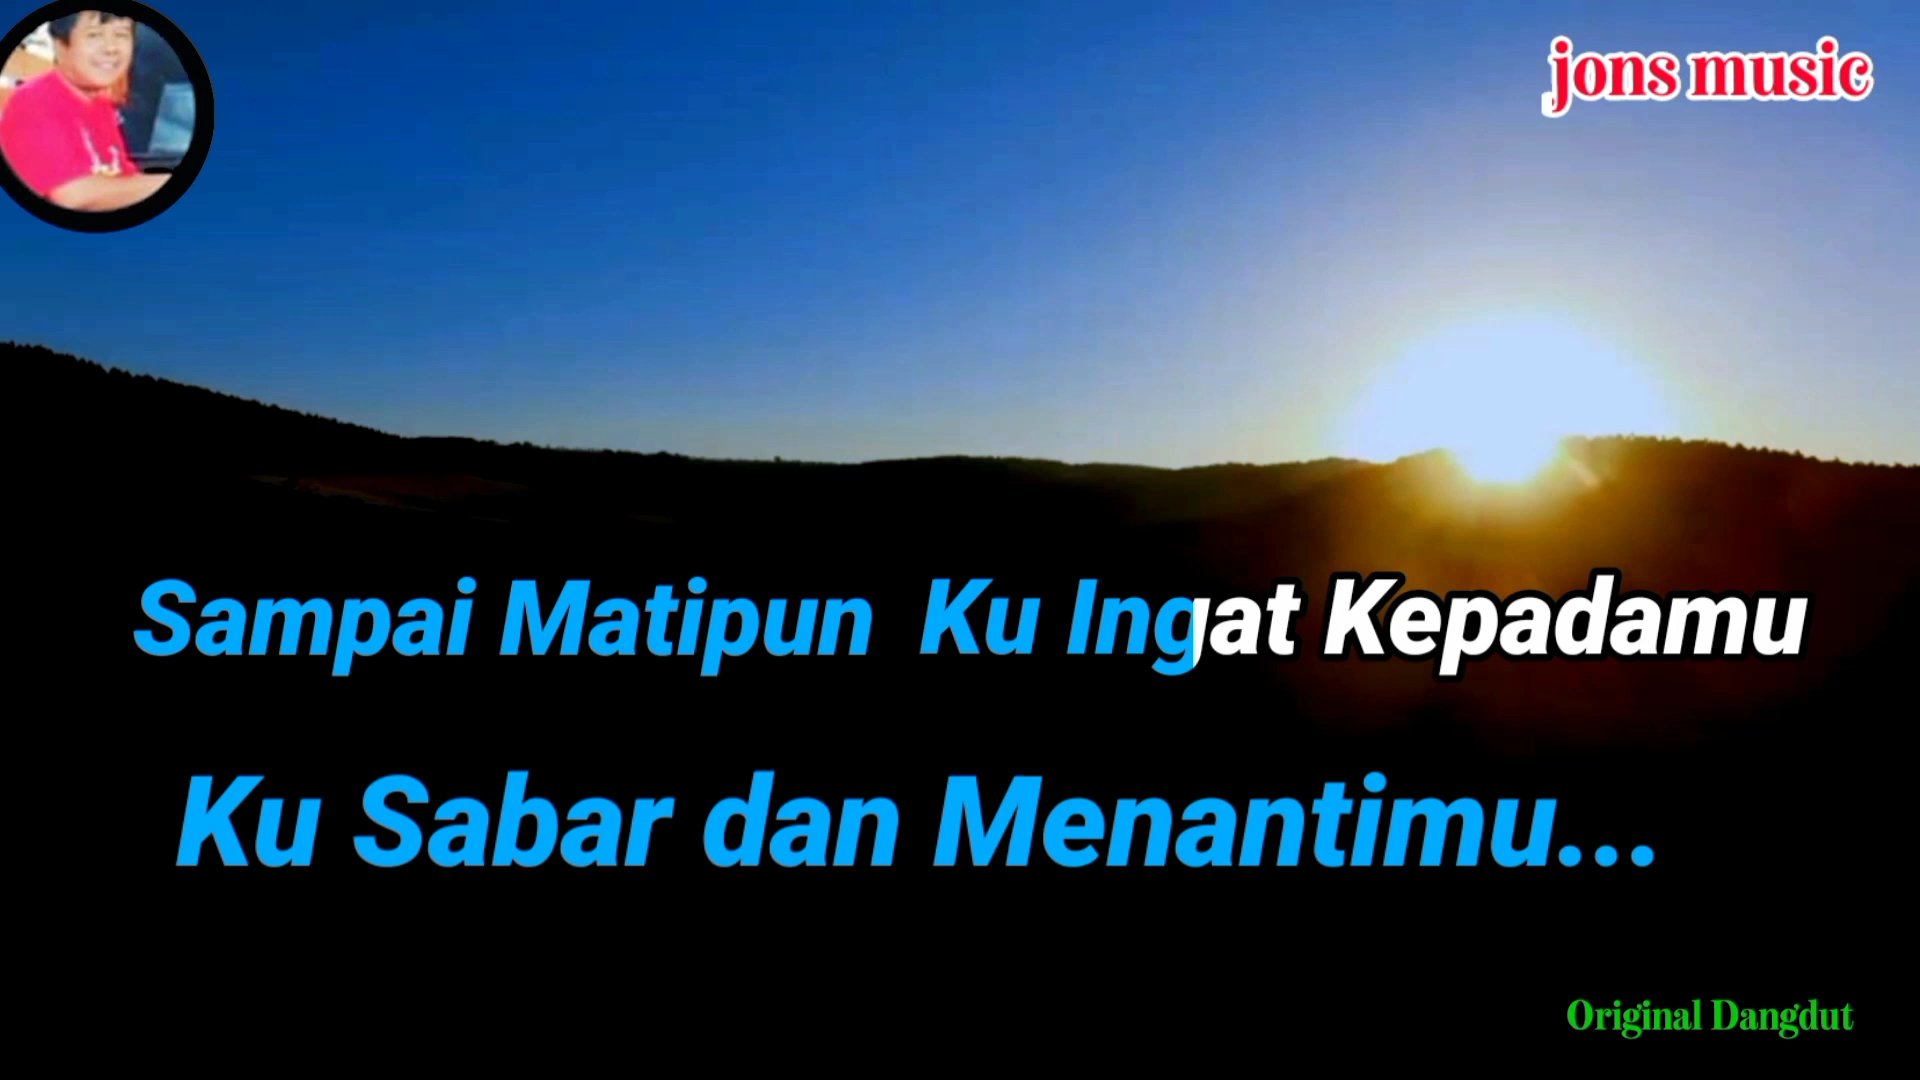 jons music
Sampai Matipun Ku Ingat Kepadamu
Ku Sabar dan Menantimu...
Original Dangdut